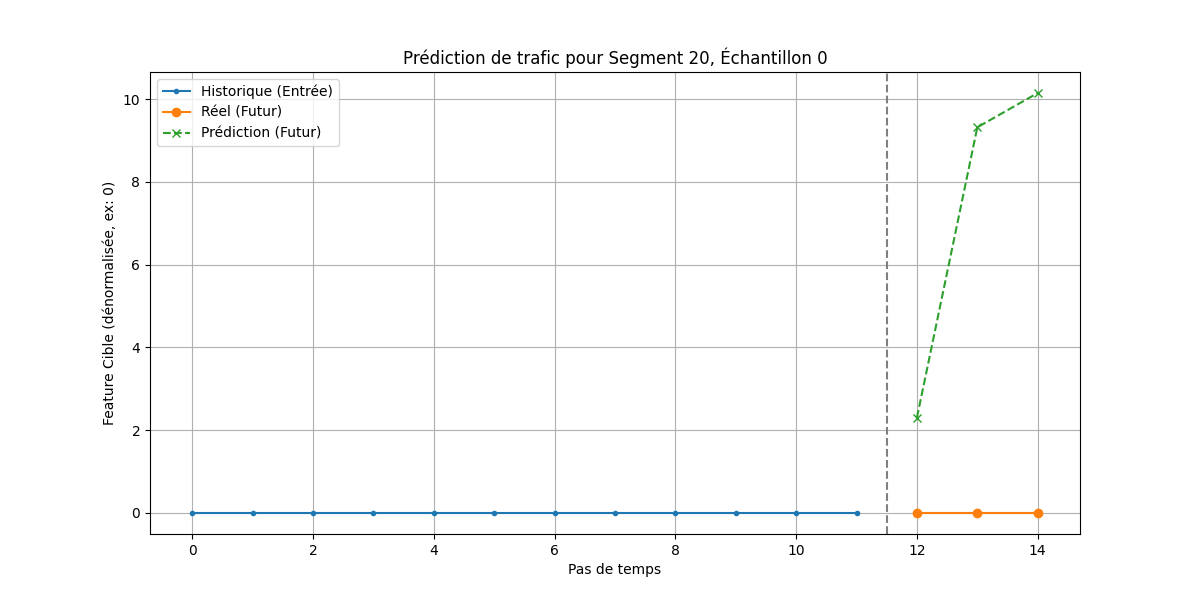 Prédiction de trafic pour Segment 20, Échantillon 0
Historique (Entrée)
Réel (Futur)
Prédiction (Futur)
Feature Cible (dénormalisée, ex: 0)
10
8
6
4
2
0
0 2 4 6 8 10 12 14
Pas de temps